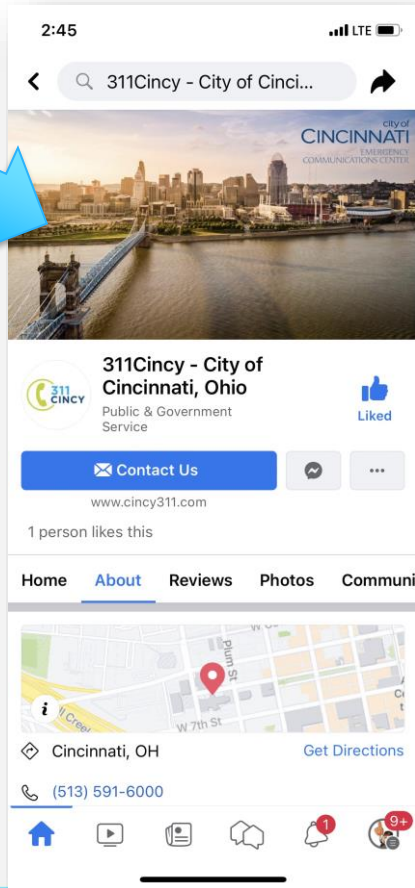 2:45
LTE
311Cincy - City of Cinci...
city of
CINCINNATI
EMERGENCY
COMMUNICATIONS CENTER
311
CINCY
311Cincy - City of
Cincinnati, Ohio
Public & Government
Service
Liked
Contact Us
www.cincy311.com
1 person likes this
Home About Reviews Photos Communi
Plum St
W 7th St
Cincinnati, OH Get Directions
(513) 591-6000
1
9+